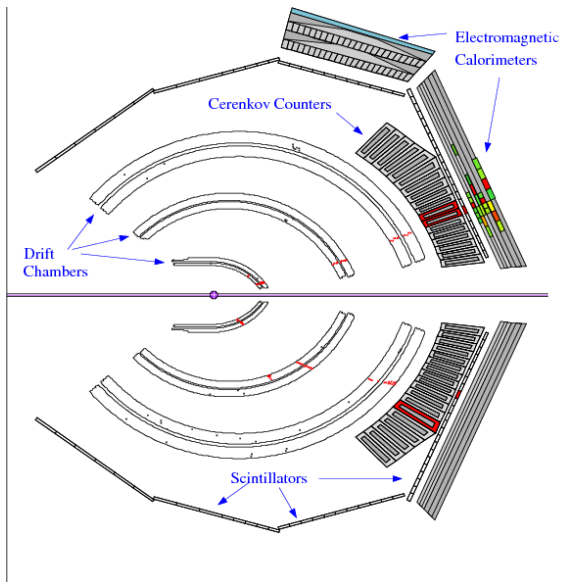 Electromagnetic
Calorimeters
Cerenkov Counters
Drift
Chambers
Scintillators